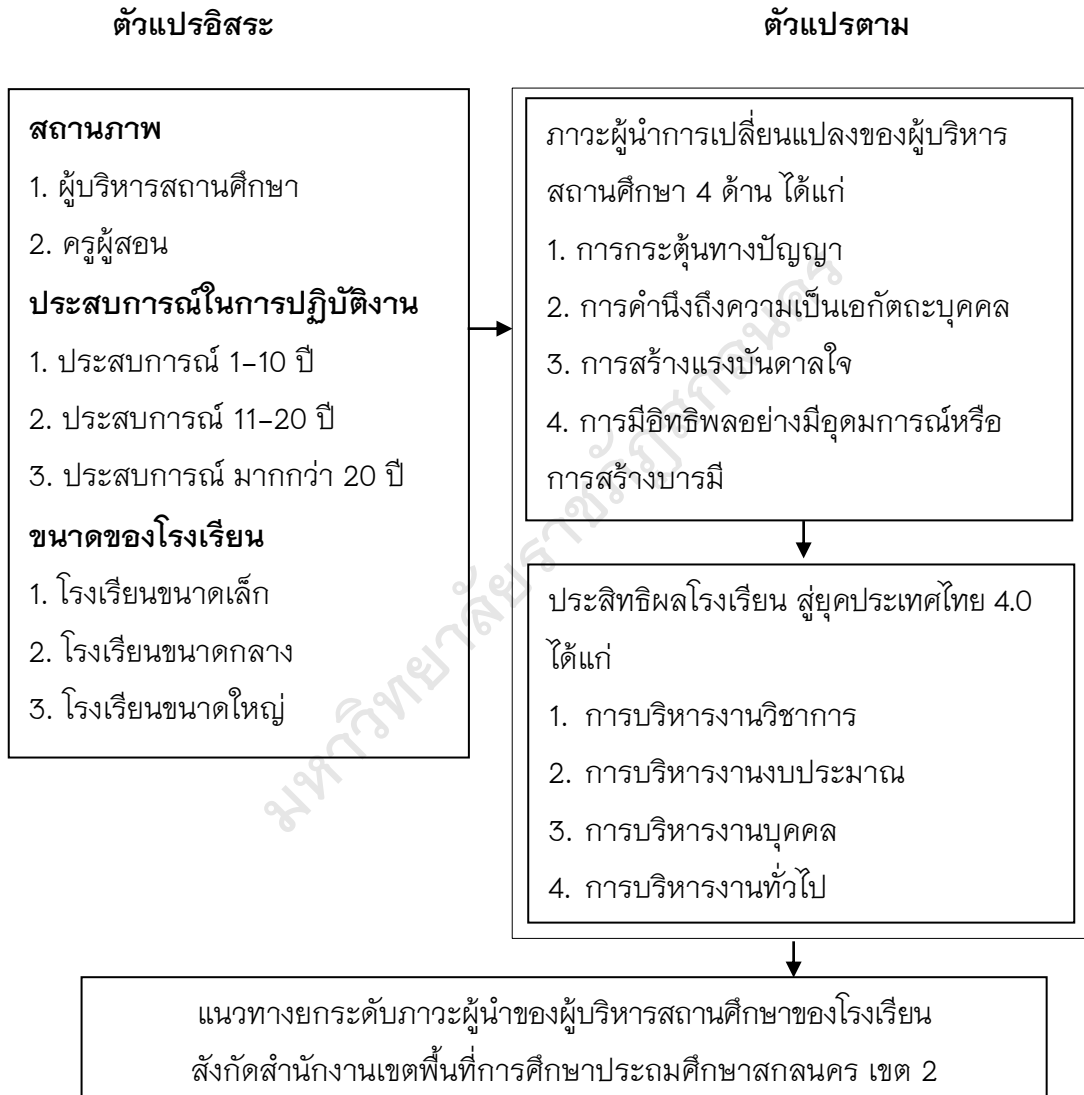 ตัวแปรอิสระ
ตัวแปรตาม
สถานภาพ
1. ผู้บริหารสถานศึกษา
2. ครูผู้สอน
ประสบการณ์ในการปฏิบัติงาน
1. ประสบการณ์ 1–10 ปี
2. ประสบการณ์ 11–20 ปี
3. ประสบการณ์ มากกว่า 20 ปี
ขนาดของโรงเรียน
1. โรงเรียนขนาดเล็ก
2. โรงเรียนขนาดกลาง
3. โรงเรียนขนาดใหญ่
ภาวะผู้นำการเปลี่ยนแปลงของผู้บริหาร
สถานศึกษา 4 ด้าน ได้แก่
1. การกระตุ้นทางปัญญา
2. การคำนึงถึงความเป็นเอกัตถะบุคคล
3. การสร้างแรงบันดาลใจ
4. การมีอิทธิพลอย่างมีอุดมการณ์หรือ
การสร้างบารมี
ประสิทธิผลโรงเรียน สู่ยุคประเทศไทย 4.0
ได้แก่
1. การบริหารงานวิชาการ
2. การบริหารงานงบประมาณ
3. การบริหารงานบุคคล
4. การบริหารงานทั่วไป
แนวทางยกระดับภาวะผู้นำของผู้บริหารสถานศึกษาของโรงเรียน
สังกัดสำนักงานเขตพื้นที่การศึกษาประถมศึกษาสกลนคร เขต 2
มหาวิทยาลัยราชภัฏสกลนคร